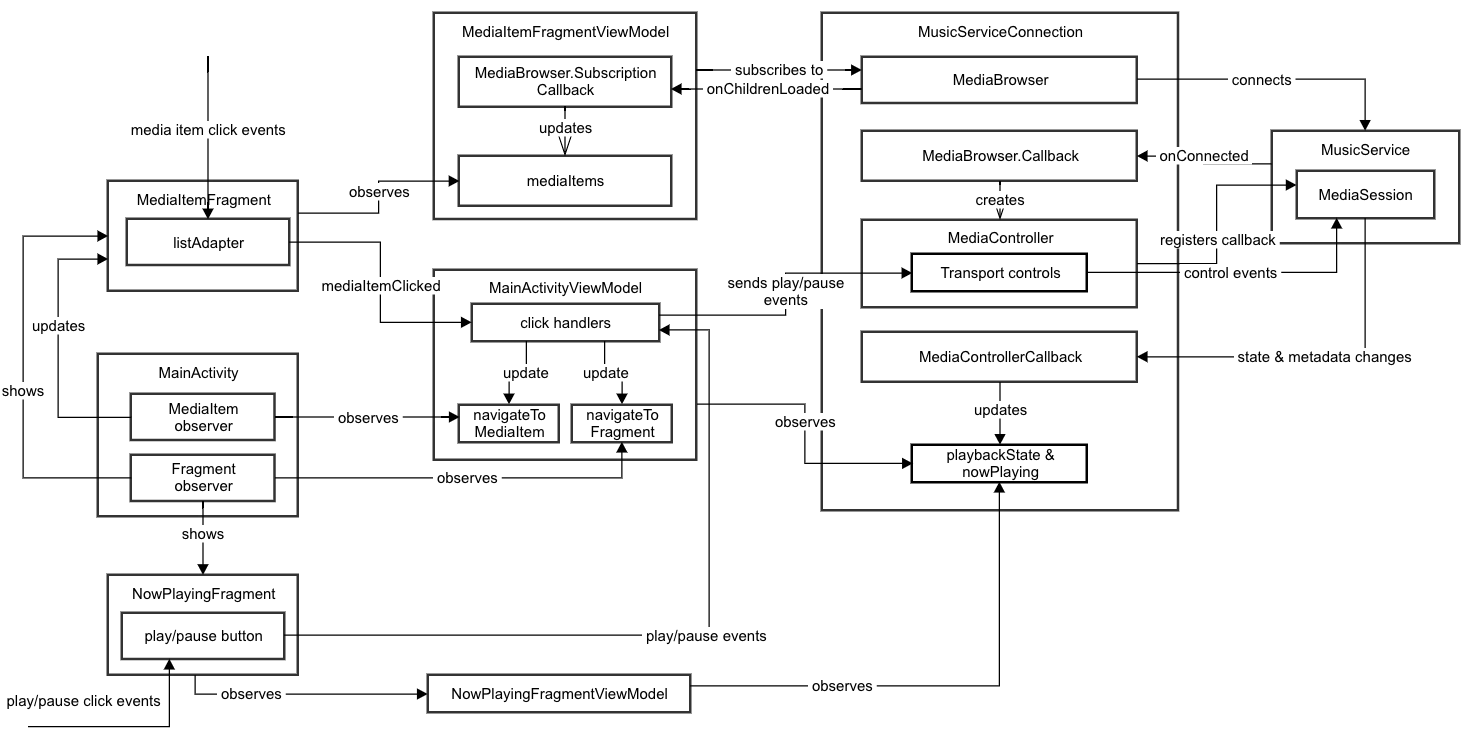 MediaItemFragmentViewModel
MediaBrowser.Subscription
Callback
updates
mediaItems
subscribes to
onChildrenLoaded
MusicServiceConnection
MediaBrowser
connects
MediaBrowser.Callback
onConnected
creates
MusicService
MediaSession
MediaController
Transport controls
registers callback
control events
MediaControllerCallback
state & metadata changes
updates
playbackState &
nowPlaying
media item click events
MediaItemFragment
listAdapter
observes
mediaItemClicked
MainActivityViewModel
click handlers
sends play/pause
events
update
update
navigateTo
MediaItem
navigateTo
Fragment
observes
updates
shows
MainActivity
MediaItem
observer
observes
Fragment
observer
observes
shows
NowPlayingFragment
play/pause button
play/pause events
play/pause click events
observes
NowPlayingFragmentViewModel
observes